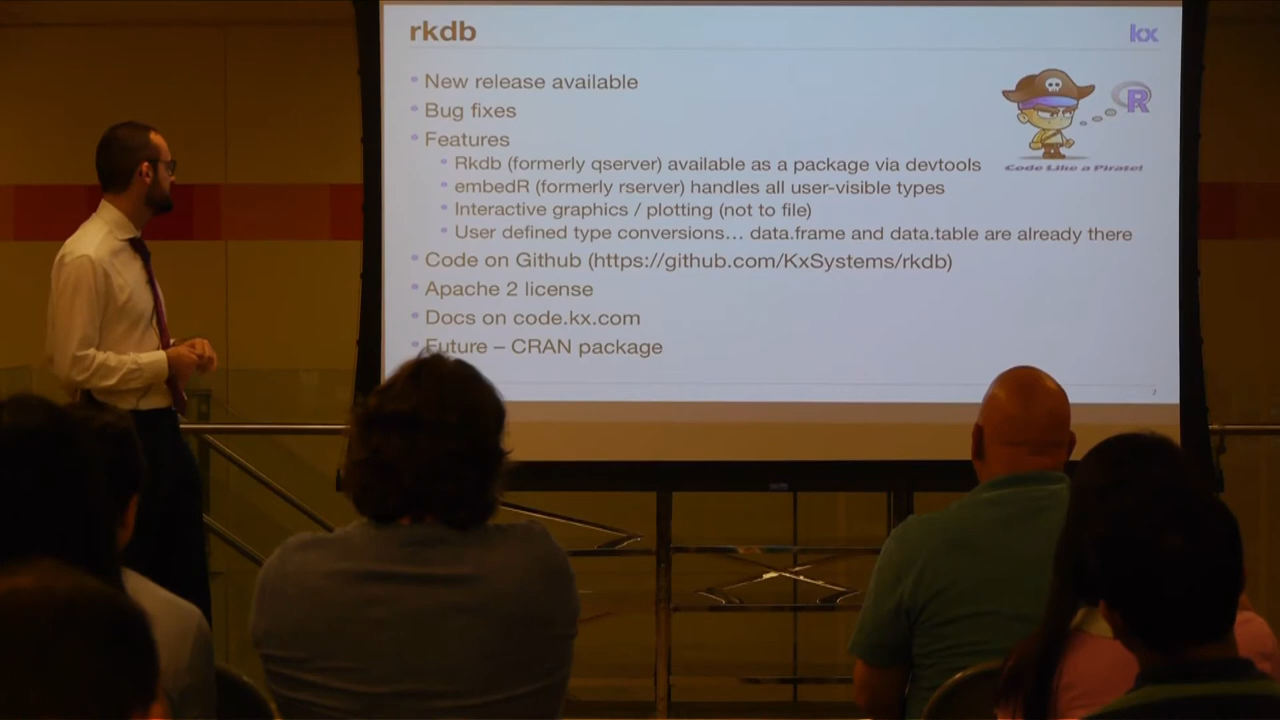 rkdb
kx
• New release available
• Bug fixes
• Features
• Rkdb (formerly qserver) available as a package via devtools
• embedR (formerly rserver) handles all user-visible types
• Interactive graphics / plotting (not to file)
• User defined type conversions… data.frame and data.table are already there
• Code on Github (https://github.com/KxSystems/rkdb)
• Apache 2 license
• Docs on code.kx.com
• Future – CRAN package
R
Code Like a Pirate!
2